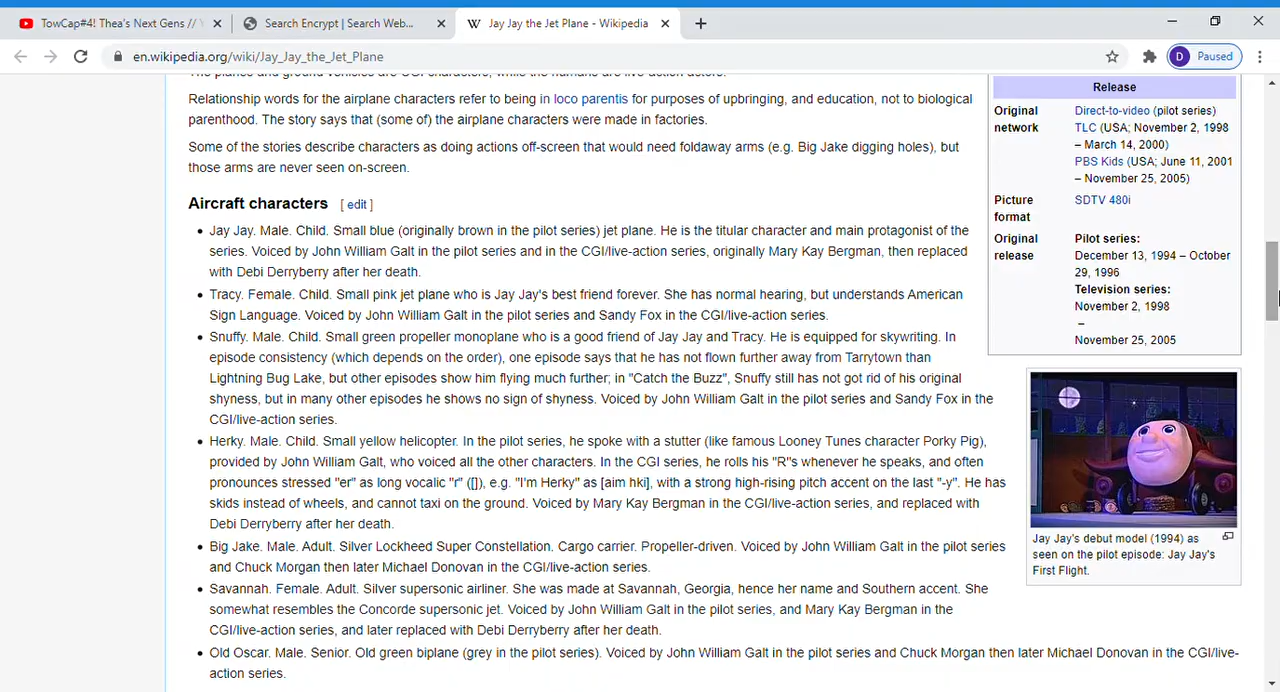 TowCap#4! Thea's Next Gens //
Search Encrypt | Search Web...
Jay Jay the Jet Plane - Wikipedia
en.wikipedia.org/wiki/Jay_Jay_the_Jet_Plane
D Paused
The planes and ground vehicles are CGI characters, while the humans are live-action actors.
Relationship words for the airplane characters refer to being in loco parentis for purposes of upbringing, and education, not to biological
parenthood. The story says that (some of) the airplane characters were made in factories.
Some of the stories describe characters as doing actions off-screen that would need foldaway arms (e.g. Big Jake digging holes), but
those arms are never seen on-screen.
Aircraft characters [ edit ]
Jay Jay. Male. Child. Small blue (originally brown in the pilot series) jet plane. He is the titular character and main protagonist of the
series. Voiced by John William Galt in the pilot series and in the CGI/live-action series, originally Mary Kay Bergman, then replaced
with Debi Derryberry after her death.
Tracy. Female. Child. Small pink jet plane who is Jay Jay's best friend forever. She has normal hearing, but understands American
Sign Language. Voiced by John William Galt in the pilot series and Sandy Fox in the CGI/live-action series.
Snuffy. Male. Child. Small green propeller monoplane who is a good friend of Jay Jay and Tracy. He is equipped for skywriting. In
episode consistency (which depends on the order), one episode says that he has not flown further away from Tarrytown than
Lightning Bug Lake, but other episodes show him flying much further; in "Catch the Buzz", Snuffy still has not got rid of his original
shyness, but in many other episodes he shows no sign of shyness. Voiced by John William Galt in the pilot series and Sandy Fox in the
CGI/live-action series.
Herky. Male. Child. Small yellow helicopter. In the pilot series, he spoke with a stutter (like famous Looney Tunes character Porky Pig),
provided by John William Galt, who voiced all the other characters. In the CGI series, he rolls his "R"s whenever he speaks, and often
pronounces stressed "er" as long vocalic "r" ([]), e.g. "I'm Herky" as [aim hki], with a strong high-rising pitch accent on the last "-y". He has
skids instead of wheels, and cannot taxi on the ground. Voiced by Mary Kay Bergman in the CGI/live-action series, and replaced with
Debi Derryberry after her death.
Big Jake. Male. Adult. Silver Lockheed Super Constellation. Cargo carrier. Propeller-driven. Voiced by John William Galt in the pilot series
and Chuck Morgan then later Michael Donovan in the CGI/live-action series.
Savannah. Female. Adult. Silver supersonic airliner. She was made at Savannah, Georgia, hence her name and Southern accent. She
somewhat resembles the Concorde supersonic jet. Voiced by John William Galt in the pilot series, and Mary Kay Bergman in the
CGI/live-action series, and later replaced with Debi Derryberry after her death.
Old Oscar. Male. Senior. Old green biplane (grey in the pilot series). Voiced by John William Galt in the pilot series and Chuck Morgan then later Michael Donovan in the CGI/live-
action series.
Release
Original network Direct-to-video (pilot series)
TLC (USA; November 2, 1998
– March 14, 2000)
PBS Kids (USA; June 11, 2001
– November 25, 2005)
Picture format SDTV 480i
Original release Pilot series:
December 13, 1994 – October
29, 1996
Television series:
November 2, 1998
–
November 25, 2005
Jay Jay's debut model (1994) as
seen on the pilot episode: Jay Jay's
First Flight.